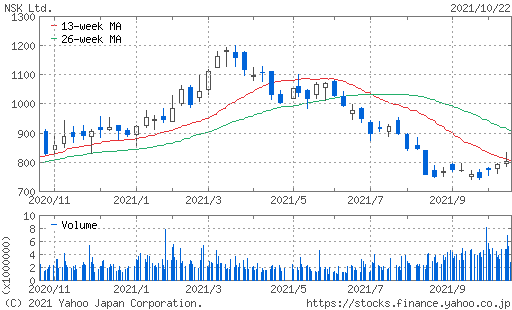 NSK Ltd. 2021/10/22
13-week MA
26-week MA
1300
1200
1100
1000
900
800
700
2020/11 2021/1 2021/3 2021/5 2021/7 2021/9
Volume
10
8
6
4
2
0
(x1000000)
2020/11 2021/1 2021/3 2021/5 2021/7 2021/9
(C) 2021 Yahoo Japan Corporation. https://stocks.finance.yahoo.co.jp/